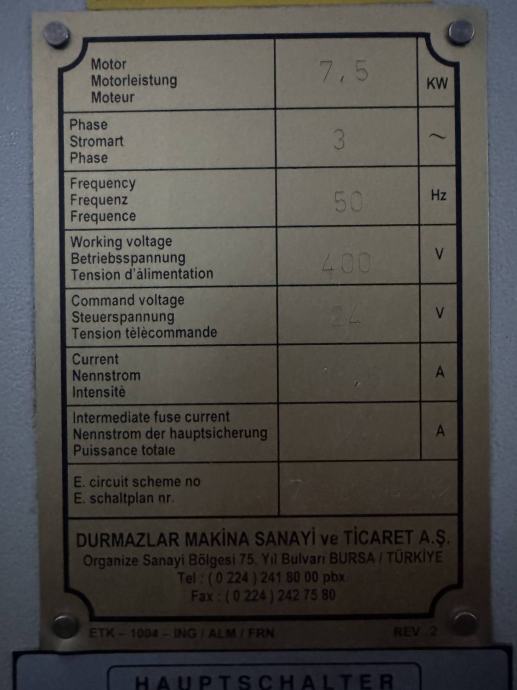 Motor
Motorleistung
Moteur
7,5
KW
Phase
Stromart
Phase
3
~
Frequency
Frequenz
Frequence
50
Hz
Working voltage
Betriebsspannung
Tension d'àlimentation
400
V
Command voltage
Steuerspannung
Tension tèlècommande
24
V
Current
Nennstrom
Intensitè
A
Intermediate fuse current
Nennstrom der hauptsicherung
Puissance totale
A
E. circuit scheme no
E. schaltplan nr.
DURMAZLAR MAKİNA SANAYİ ve TİCARET A.Ş.
Organize Sanayi Bölgesi 75. Yıl Bulvarı BURSA / TÜRKİYE
Tel : ( 0 224 ) 241 80 00 pbx
Fax : ( 0 224 ) 242 75 80
ETK - 1004 - ING / ALM / FRN
REV. 2
HAUPTSCHALTER